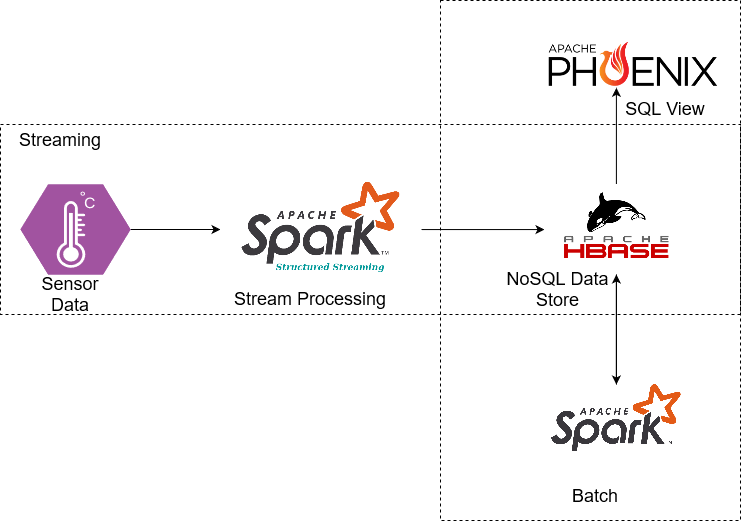 APACHE
PHOENIX
SQL View
Streaming
°C
APACHE
Spark™
Structured Streaming
Sensor
Data
Stream Processing
APACHE
HBASE
NoSQL Data
Store
APACHE
Spark
Batch